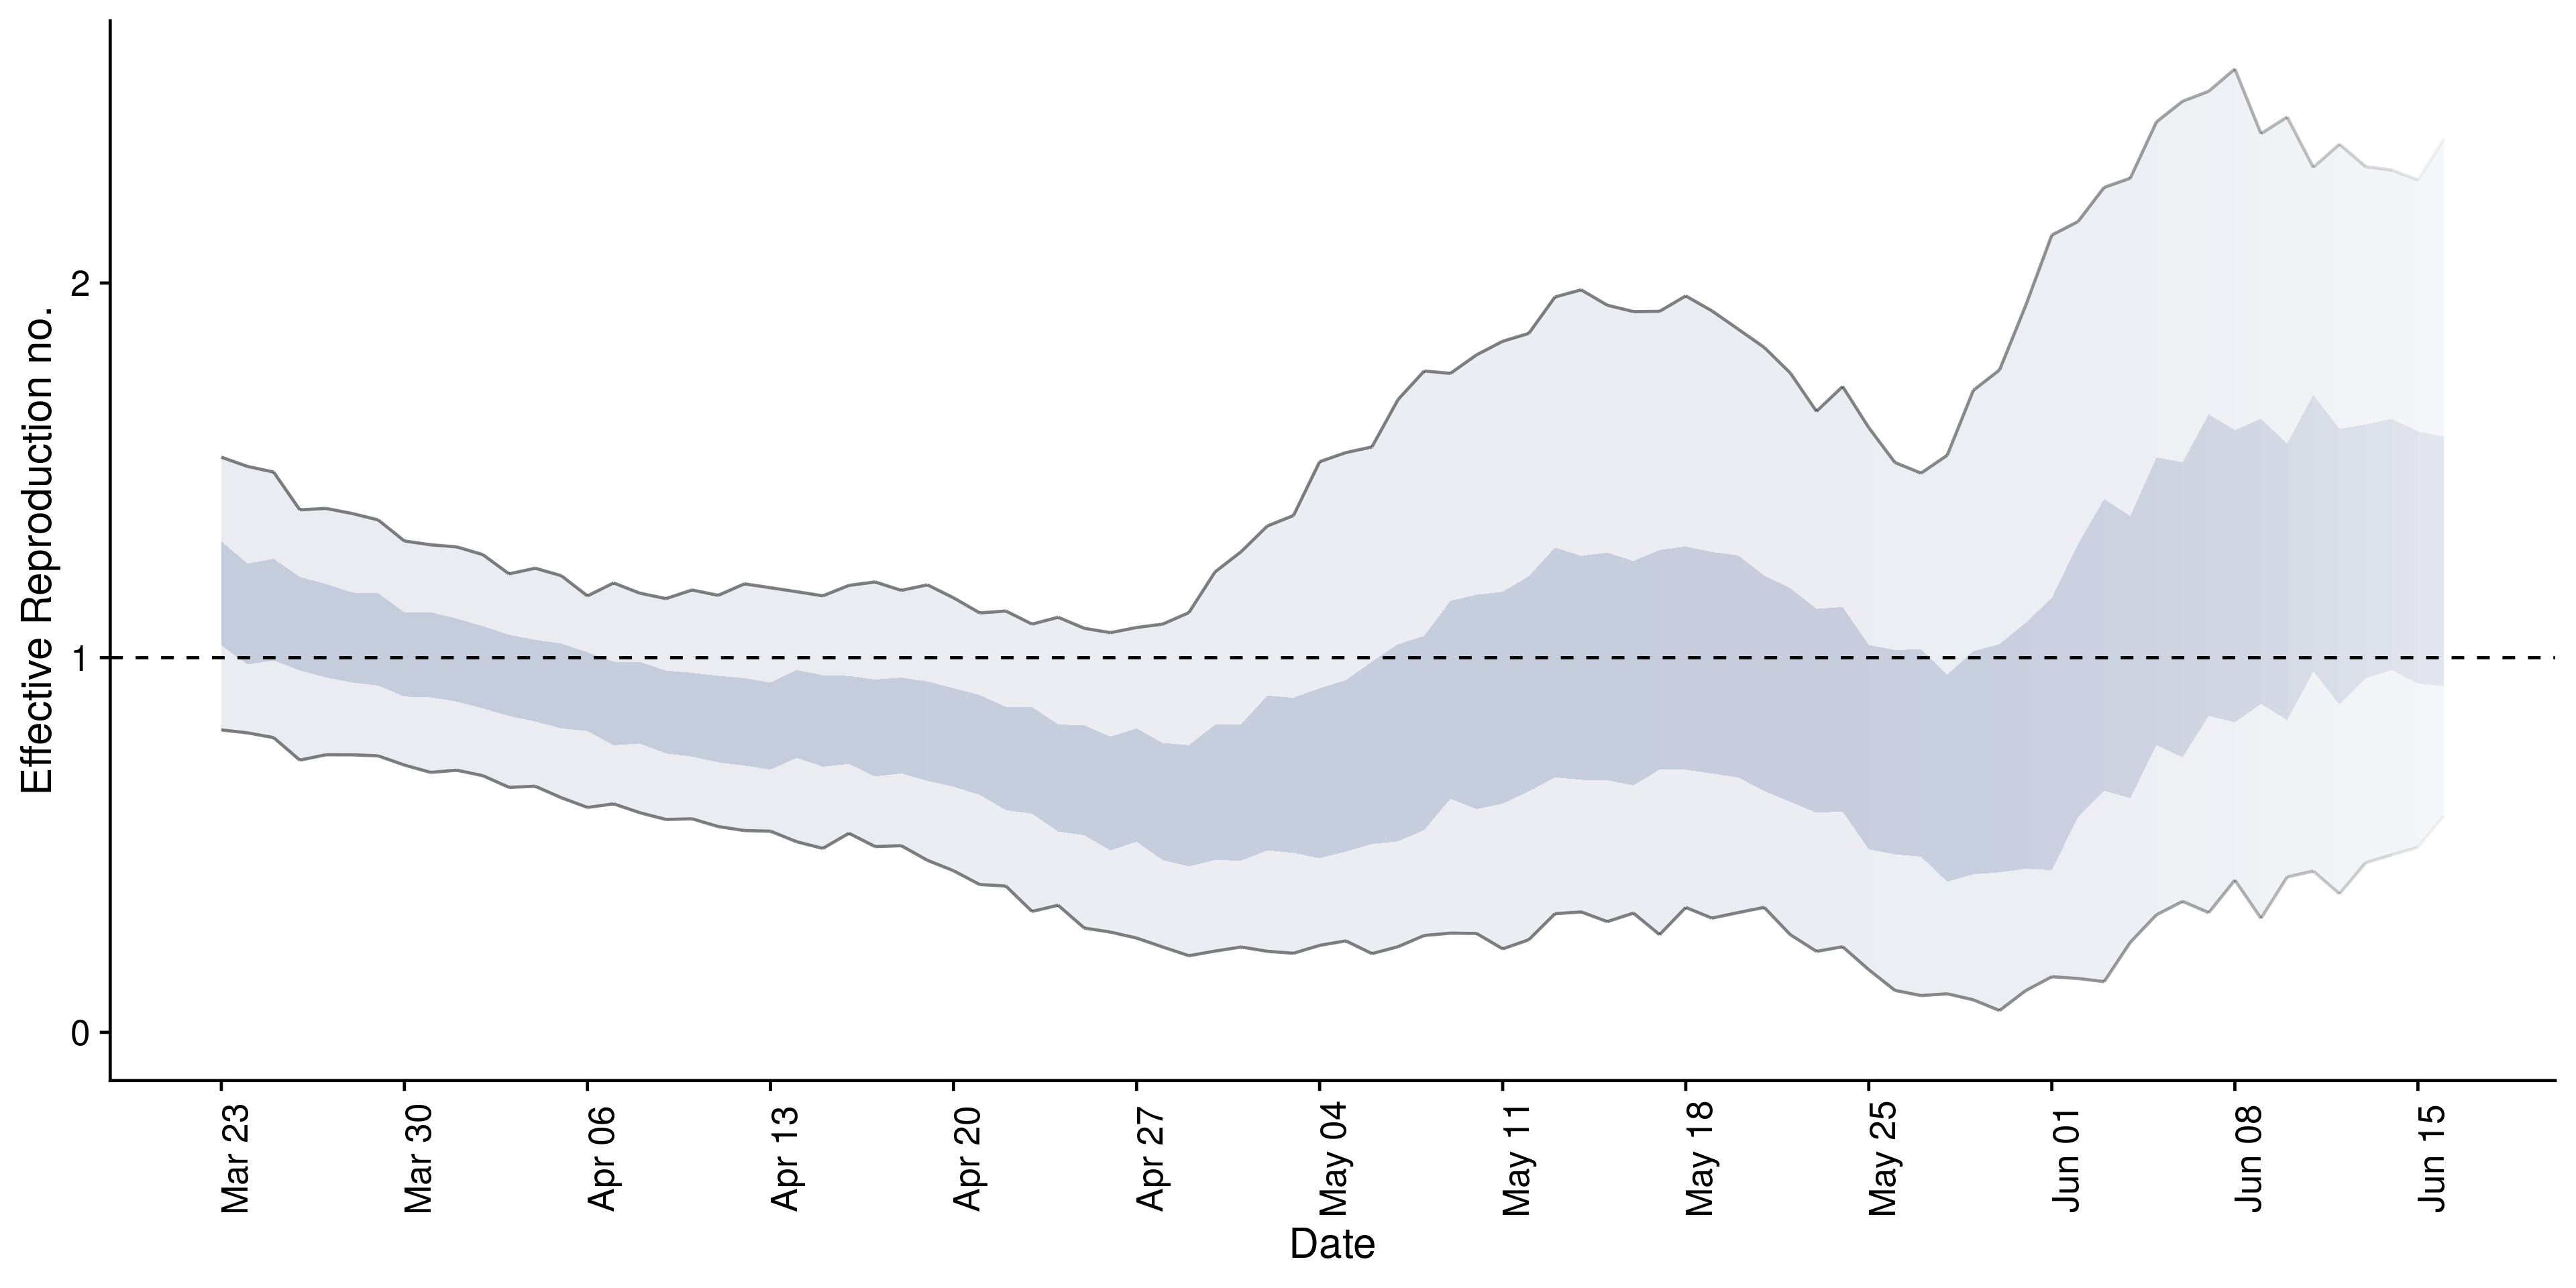 Effective Reproduction no.
2
1
0
Mar 23
Mar 30
Apr 06
Apr 13
Apr 20
Apr 27
May 04
May 11
May 18
May 25
Jun 01
Jun 08
Jun 15
Date